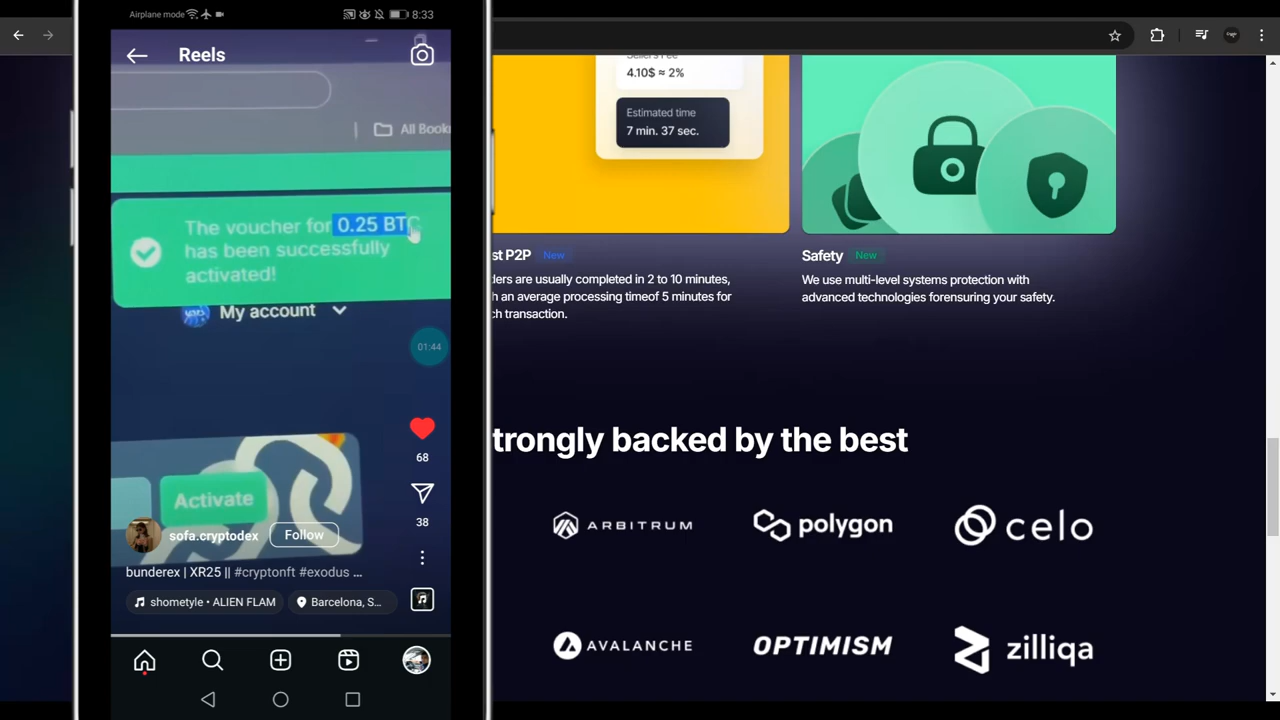 Airplane mode
8:33
Reels
All Book
The voucher for 0.25 BTC
has been successfully
activated!
My account
01:44
68
Activate
38
sofa.cryptodex
Follow
bunderex | XR25 || #cryptonft #exodus ...
shometyle • ALIEN FLAM
Barcelona, S...
Sellers Fee
4.10$ ≈ 2%
Estimated time
7 min. 37 sec.
st P2P New
ders are usually completed in 2 to 10 minutes,
h an average processing timeof 5 minutes for
ch transaction.
Safety New
We use multi-level systems protection with
advanced technologies forensuring your safety.
trongly backed by the best
ARBITRUM
polygon
celo
AVALANCHE
OPTIMISM
zilliqa